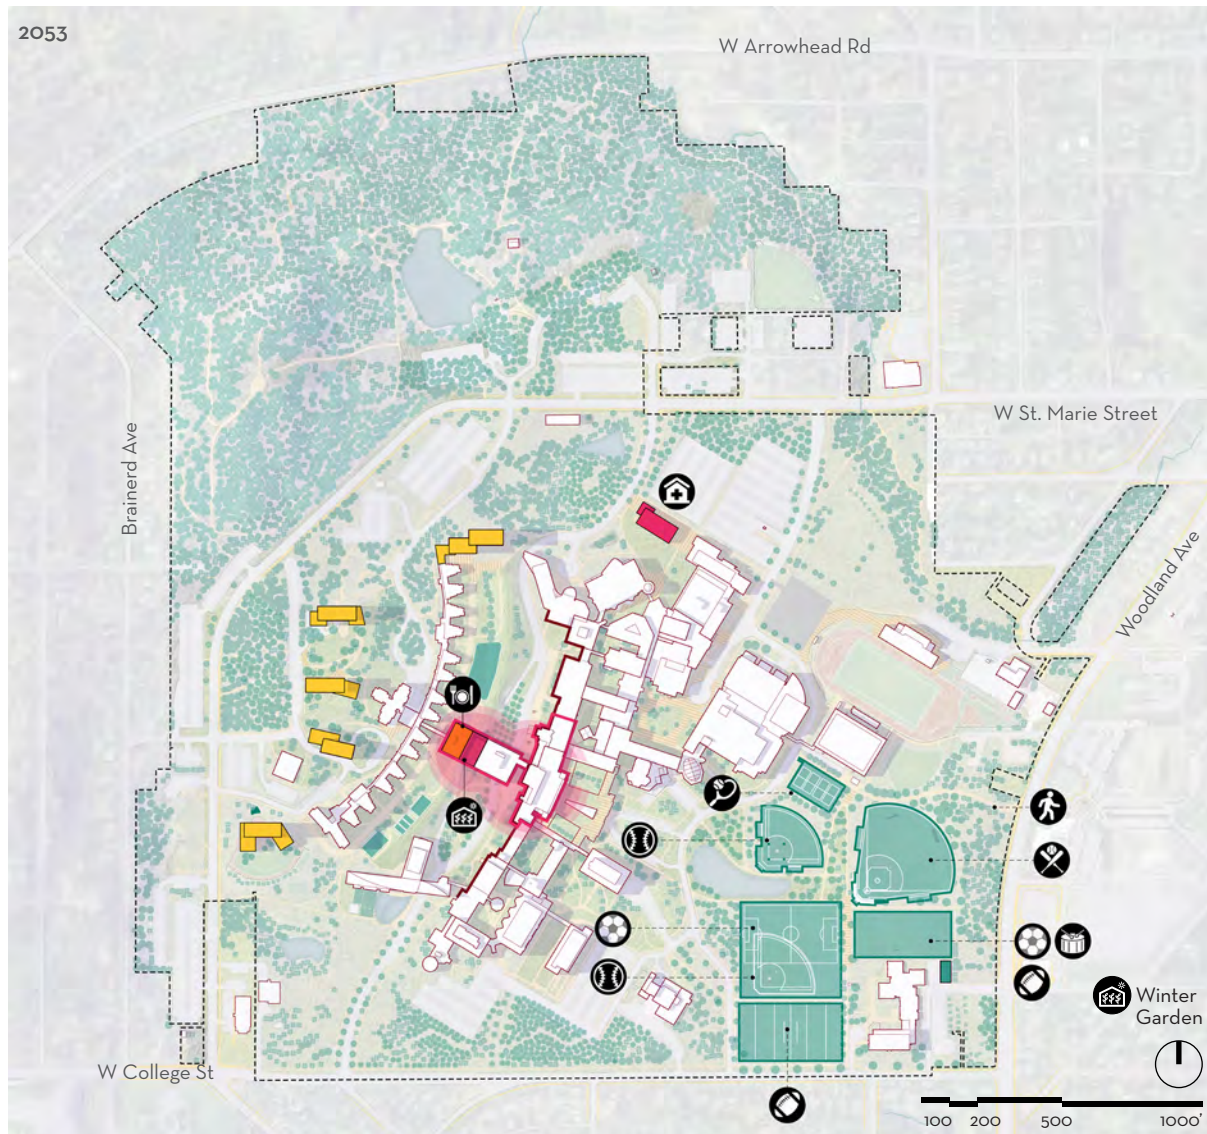 2053
W Arrowhead Rd
W St. Marie Street
Brainerd Ave
Woodland Ave
Winter
Garden
W College St
100 200 500 1000'